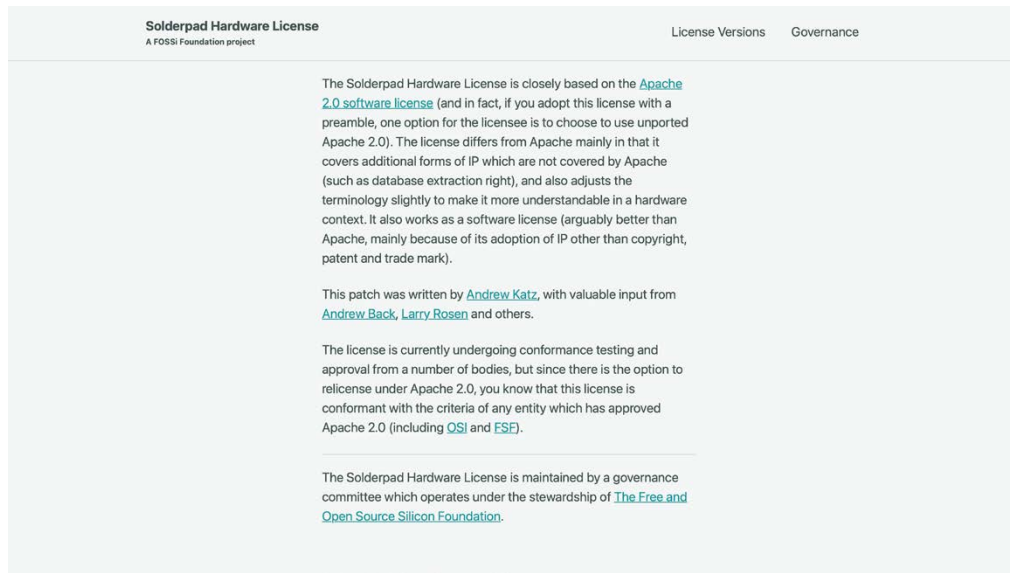 Solderpad Hardware License
A FOSSi Foundation project
License Versions
Governance
The Solderpad Hardware License is closely based on the Apache
2.0 software license (and in fact, if you adopt this license with a
preamble, one option for the licensee is to choose to use unported
Apache 2.0). The license differs from Apache mainly in that it
covers additional forms of IP which are not covered by Apache
(such as database extraction right), and also adjusts the
terminology slightly to make it more understandable in a hardware
context. It also works as a software license (arguably better than
Apache, mainly because of its adoption of IP other than copyright,
patent and trade mark).
This patch was written by Andrew Katz, with valuable input from
Andrew Back, Larry Rosen and others.
The license is currently undergoing conformance testing and
approval from a number of bodies, but since there is the option to
relicense under Apache 2.0, you know that this license is
conformant with the criteria of any entity which has approved
Apache 2.0 (including OSI and FSF).
The Solderpad Hardware License is maintained by a governance
committee which operates under the stewardship of The Free and
Open Source Silicon Foundation.